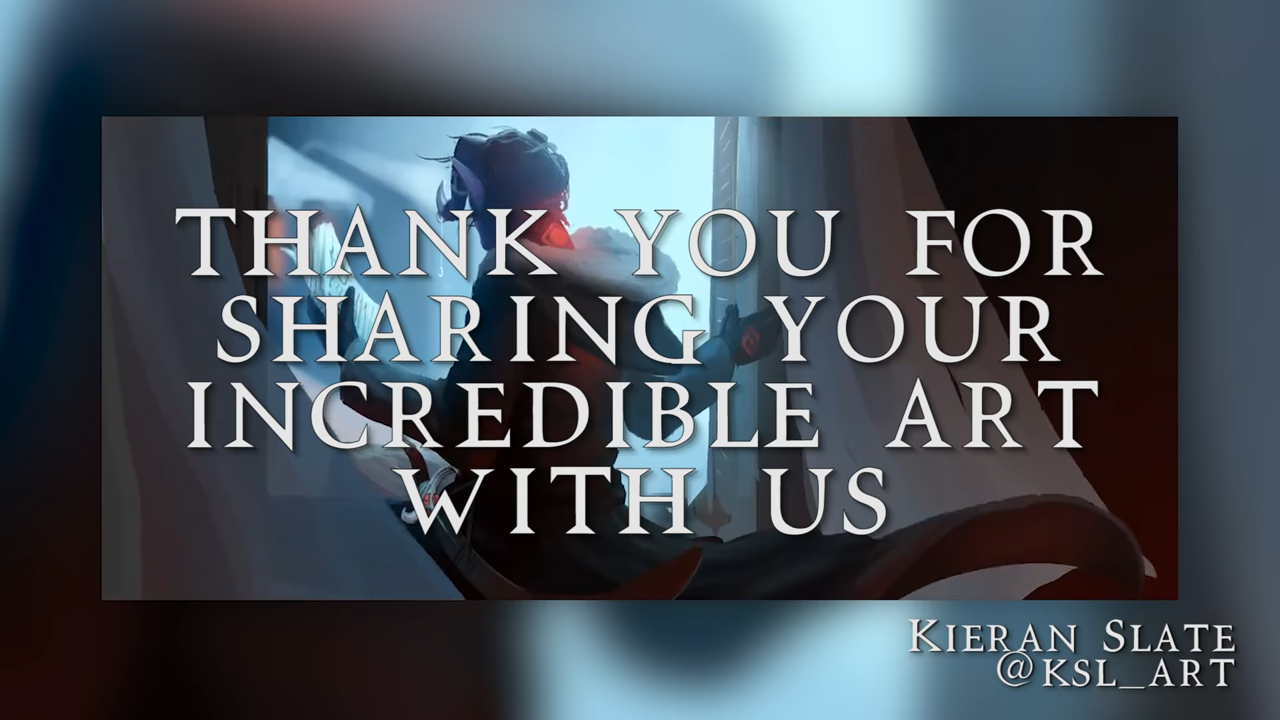 THANK YOU FOR
SHARING YOUR
INCREDIBLE ART
WITH US
KIERAN SLATE
@KSL_ART